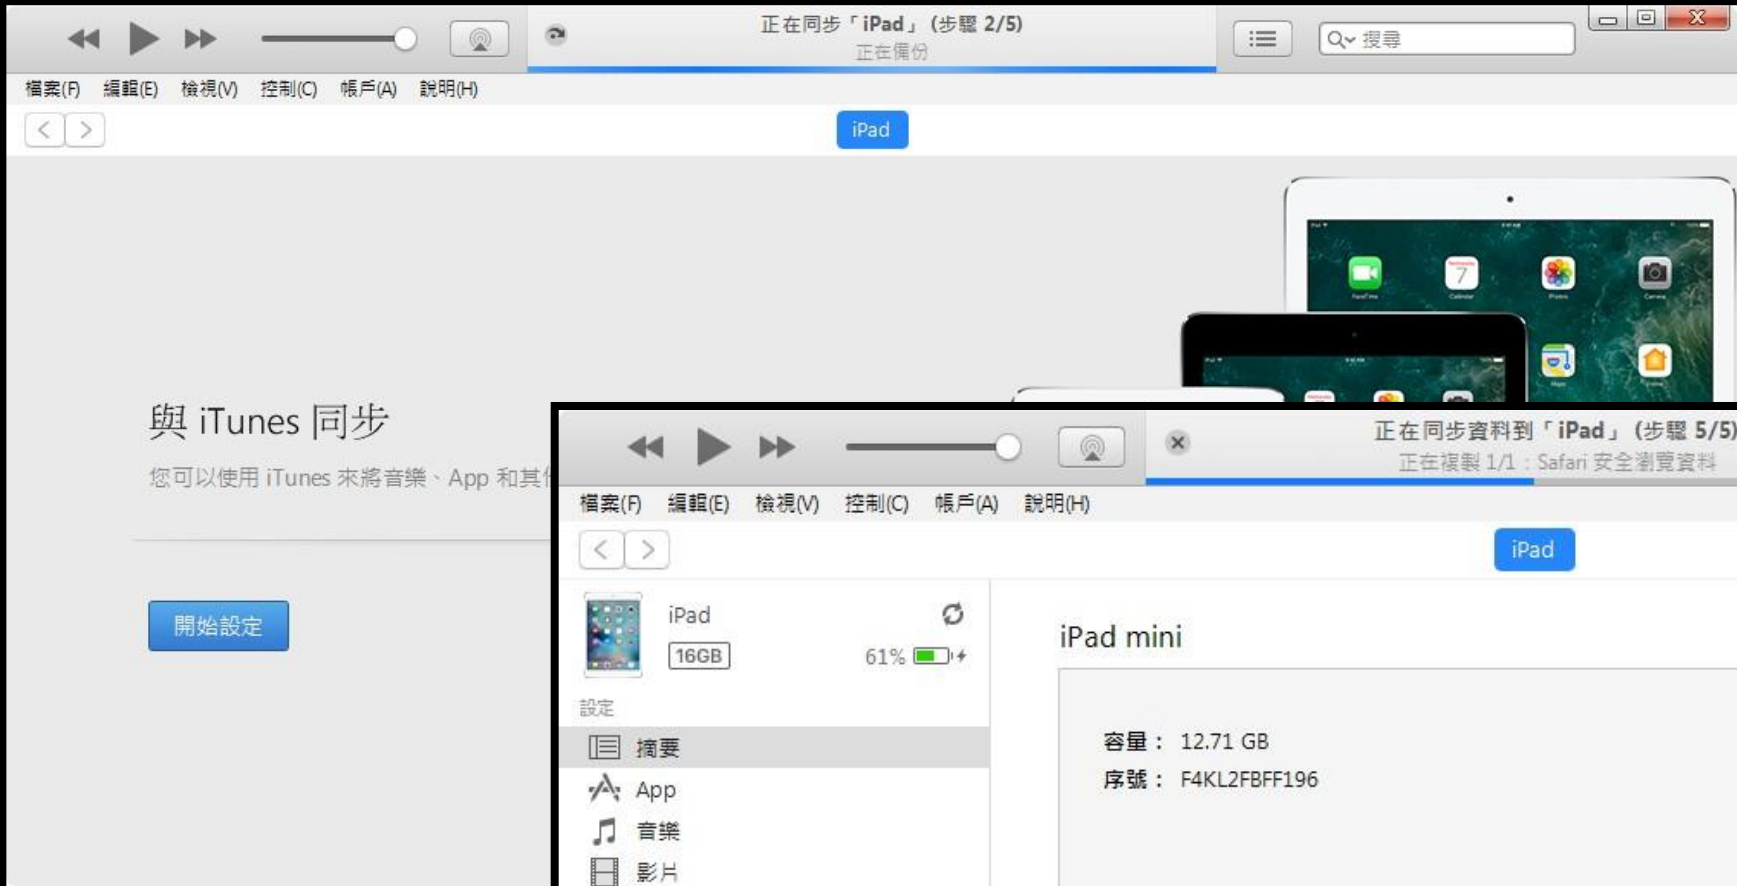 正在同步「iPad」 (步驟 2/5)
正在備份
搜尋
檔案(F) 編輯(E) 檢視(V) 控制(C) 帳戶(A) 說明(H)
iPad
7
與 iTunes 同步
您可以使用 iTunes 來將音樂、App 和其
開始設定
正在同步資料到「iPad」 (步驟 5/5)
正在複製 1/1：Safari 安全瀏覽資料
檔案(F) 編輯(E) 檢視(V) 控制(C) 帳戶(A) 說明(H)
iPad
iPad
16GB 61%
設定
摘要
App
音樂
影片
iPad mini
容量： 12.71 GB
序號： F4KL2FBFF196